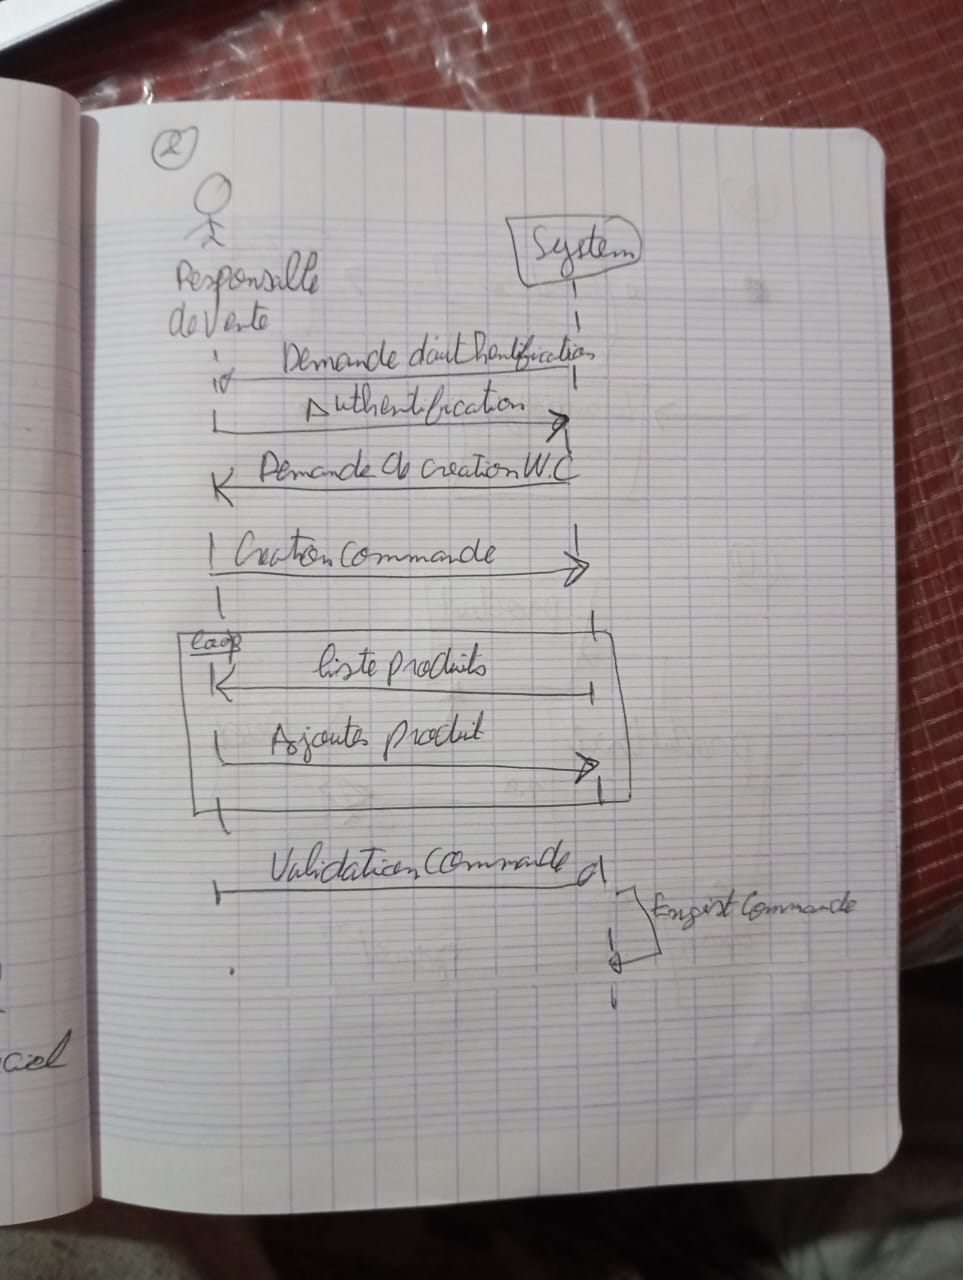 2
System
Responsable
de Vente
Demande d'authentification
Authentification
Demande de creation
Creation Commande
Loop
liste produits
Ajouter produit
Validation Commande
Engist Commande
ciel